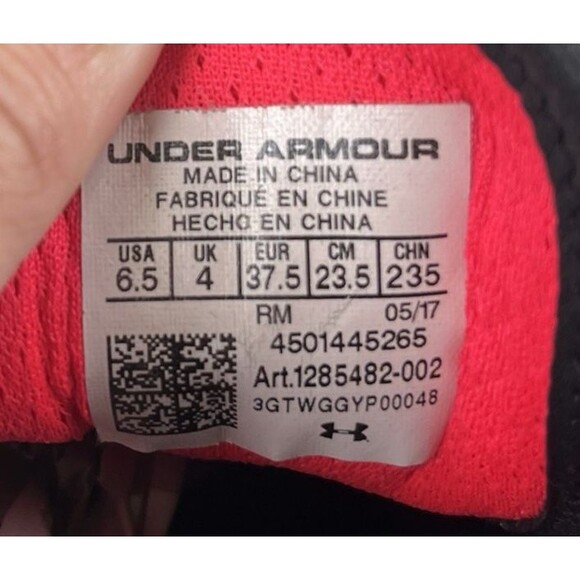 UNDER ARMOUR
MADE IN CHINA
FABRIQUÉ EN CHINE
HECHO EN CHINA
USA UK EUR CM CHN
6.5 4 37.5 23.5 235
RM 05/17
4501445265
Art.1285482-002
3GTWGGYP00048